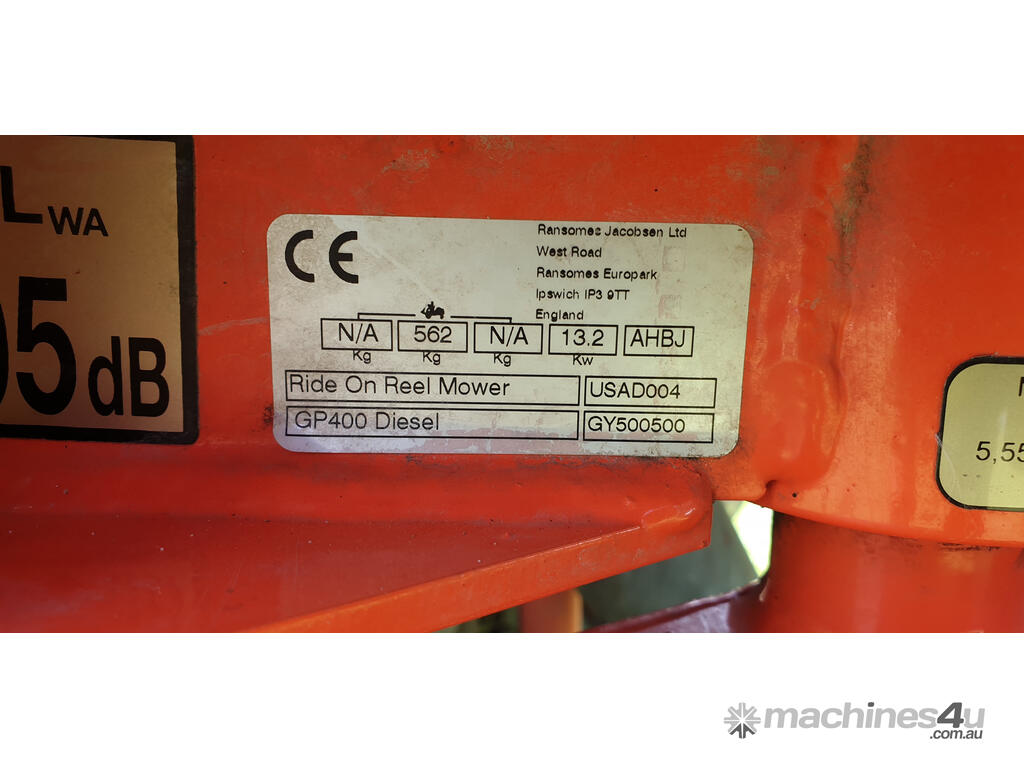 LWA
05 dB
CE
Ransomes Jacobsen Ltd
West Road
Ransomes Europark
Ipswich IP3 9TT
England
N/A 562 N/A 13.2 AHBJ
Kg Kg Kg Kw
Ride On Reel Mower USAD004
GP400 Diesel GY500500
5,55
machines4u
.com.au